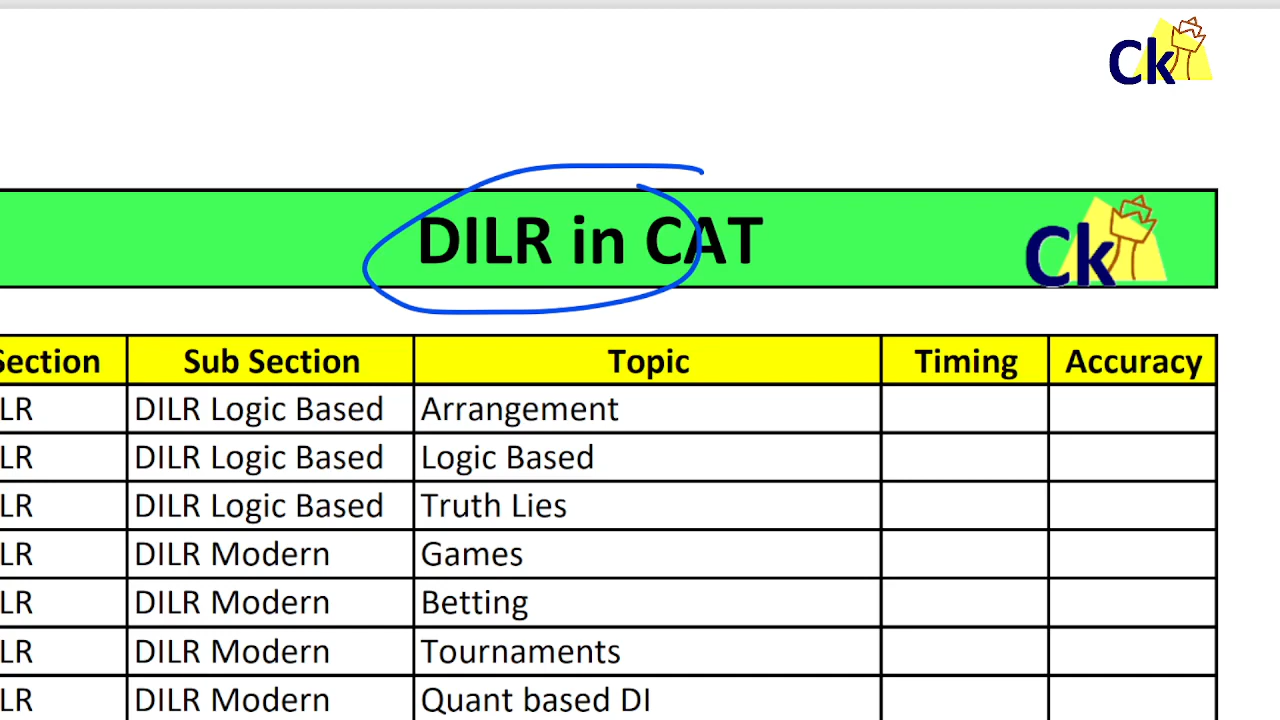 Ck
DILR in CAT
Ck
Section Sub Section Topic Timing Accuracy
LR DILR Logic Based Arrangement
LR DILR Logic Based Logic Based
LR DILR Logic Based Truth Lies
LR DILR Modern Games
LR DILR Modern Betting
LR DILR Modern Tournaments
LR DILR Modern Quant based DI